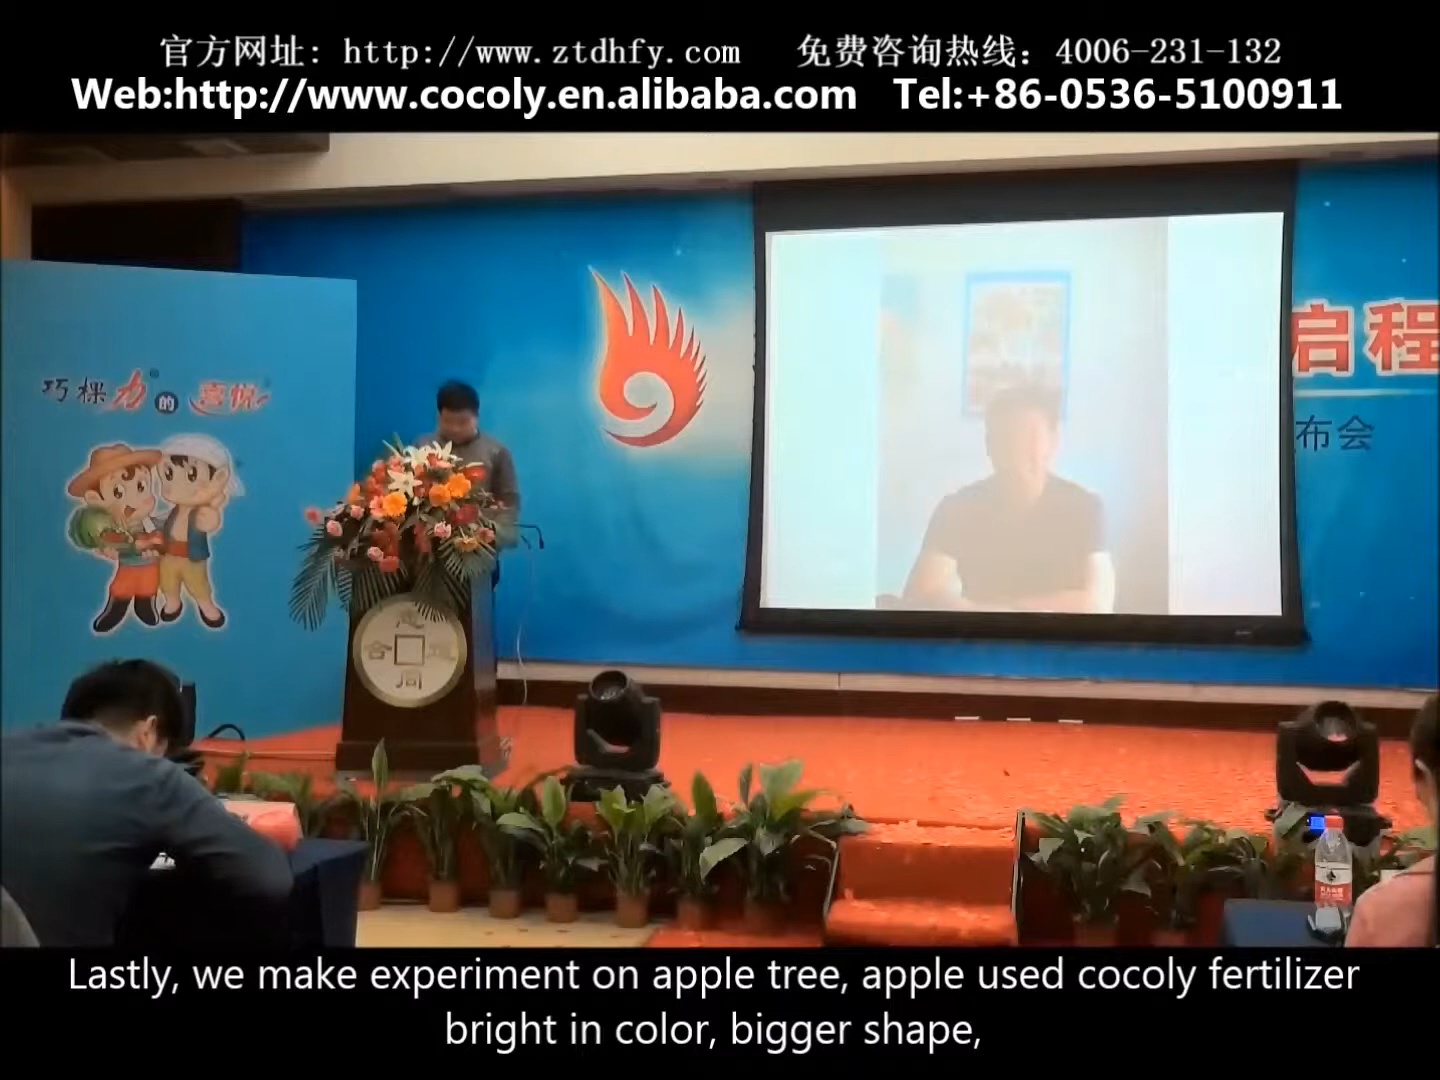 官方网址: http://www.ztdhfy.com 免费咨询热线: 4006-231-132
Web:http://www.cocoly.en.alibaba.com Tel:+86-0536-5100911
启程
布会
巧棵力®的喜悦
Lastly, we make experiment on apple tree, apple used cocoly fertilizer
bright in color, bigger shape,